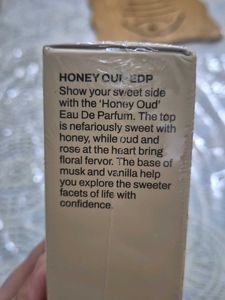 HONEY OUD EDP
Show your sweet side
with the 'Honey Oud'
Eau De Parfum. The top
is nefariously sweet with
honey, while oud and
rose at the heart bring
floral fervor. The base of
musk and vanilla help
you explore the sweeter
facets of life with
confidence.